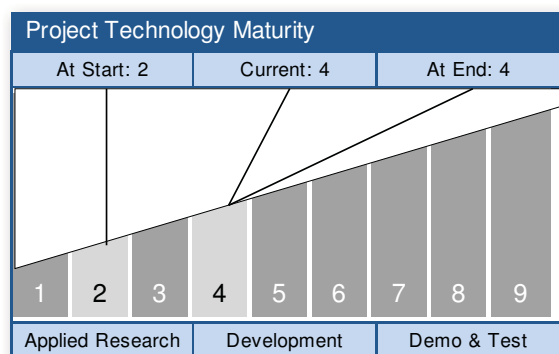 Project Technology Maturity
At Start: 2 Current: 4 At End: 4
1 2 3 4 5 6 7 8 9
Applied Research Development Demo & Test